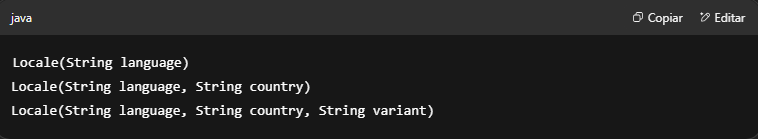 java
Copiar
Editar
Locale(String language)
Locale(String language, String country)
Locale(String language, String country, String variant)